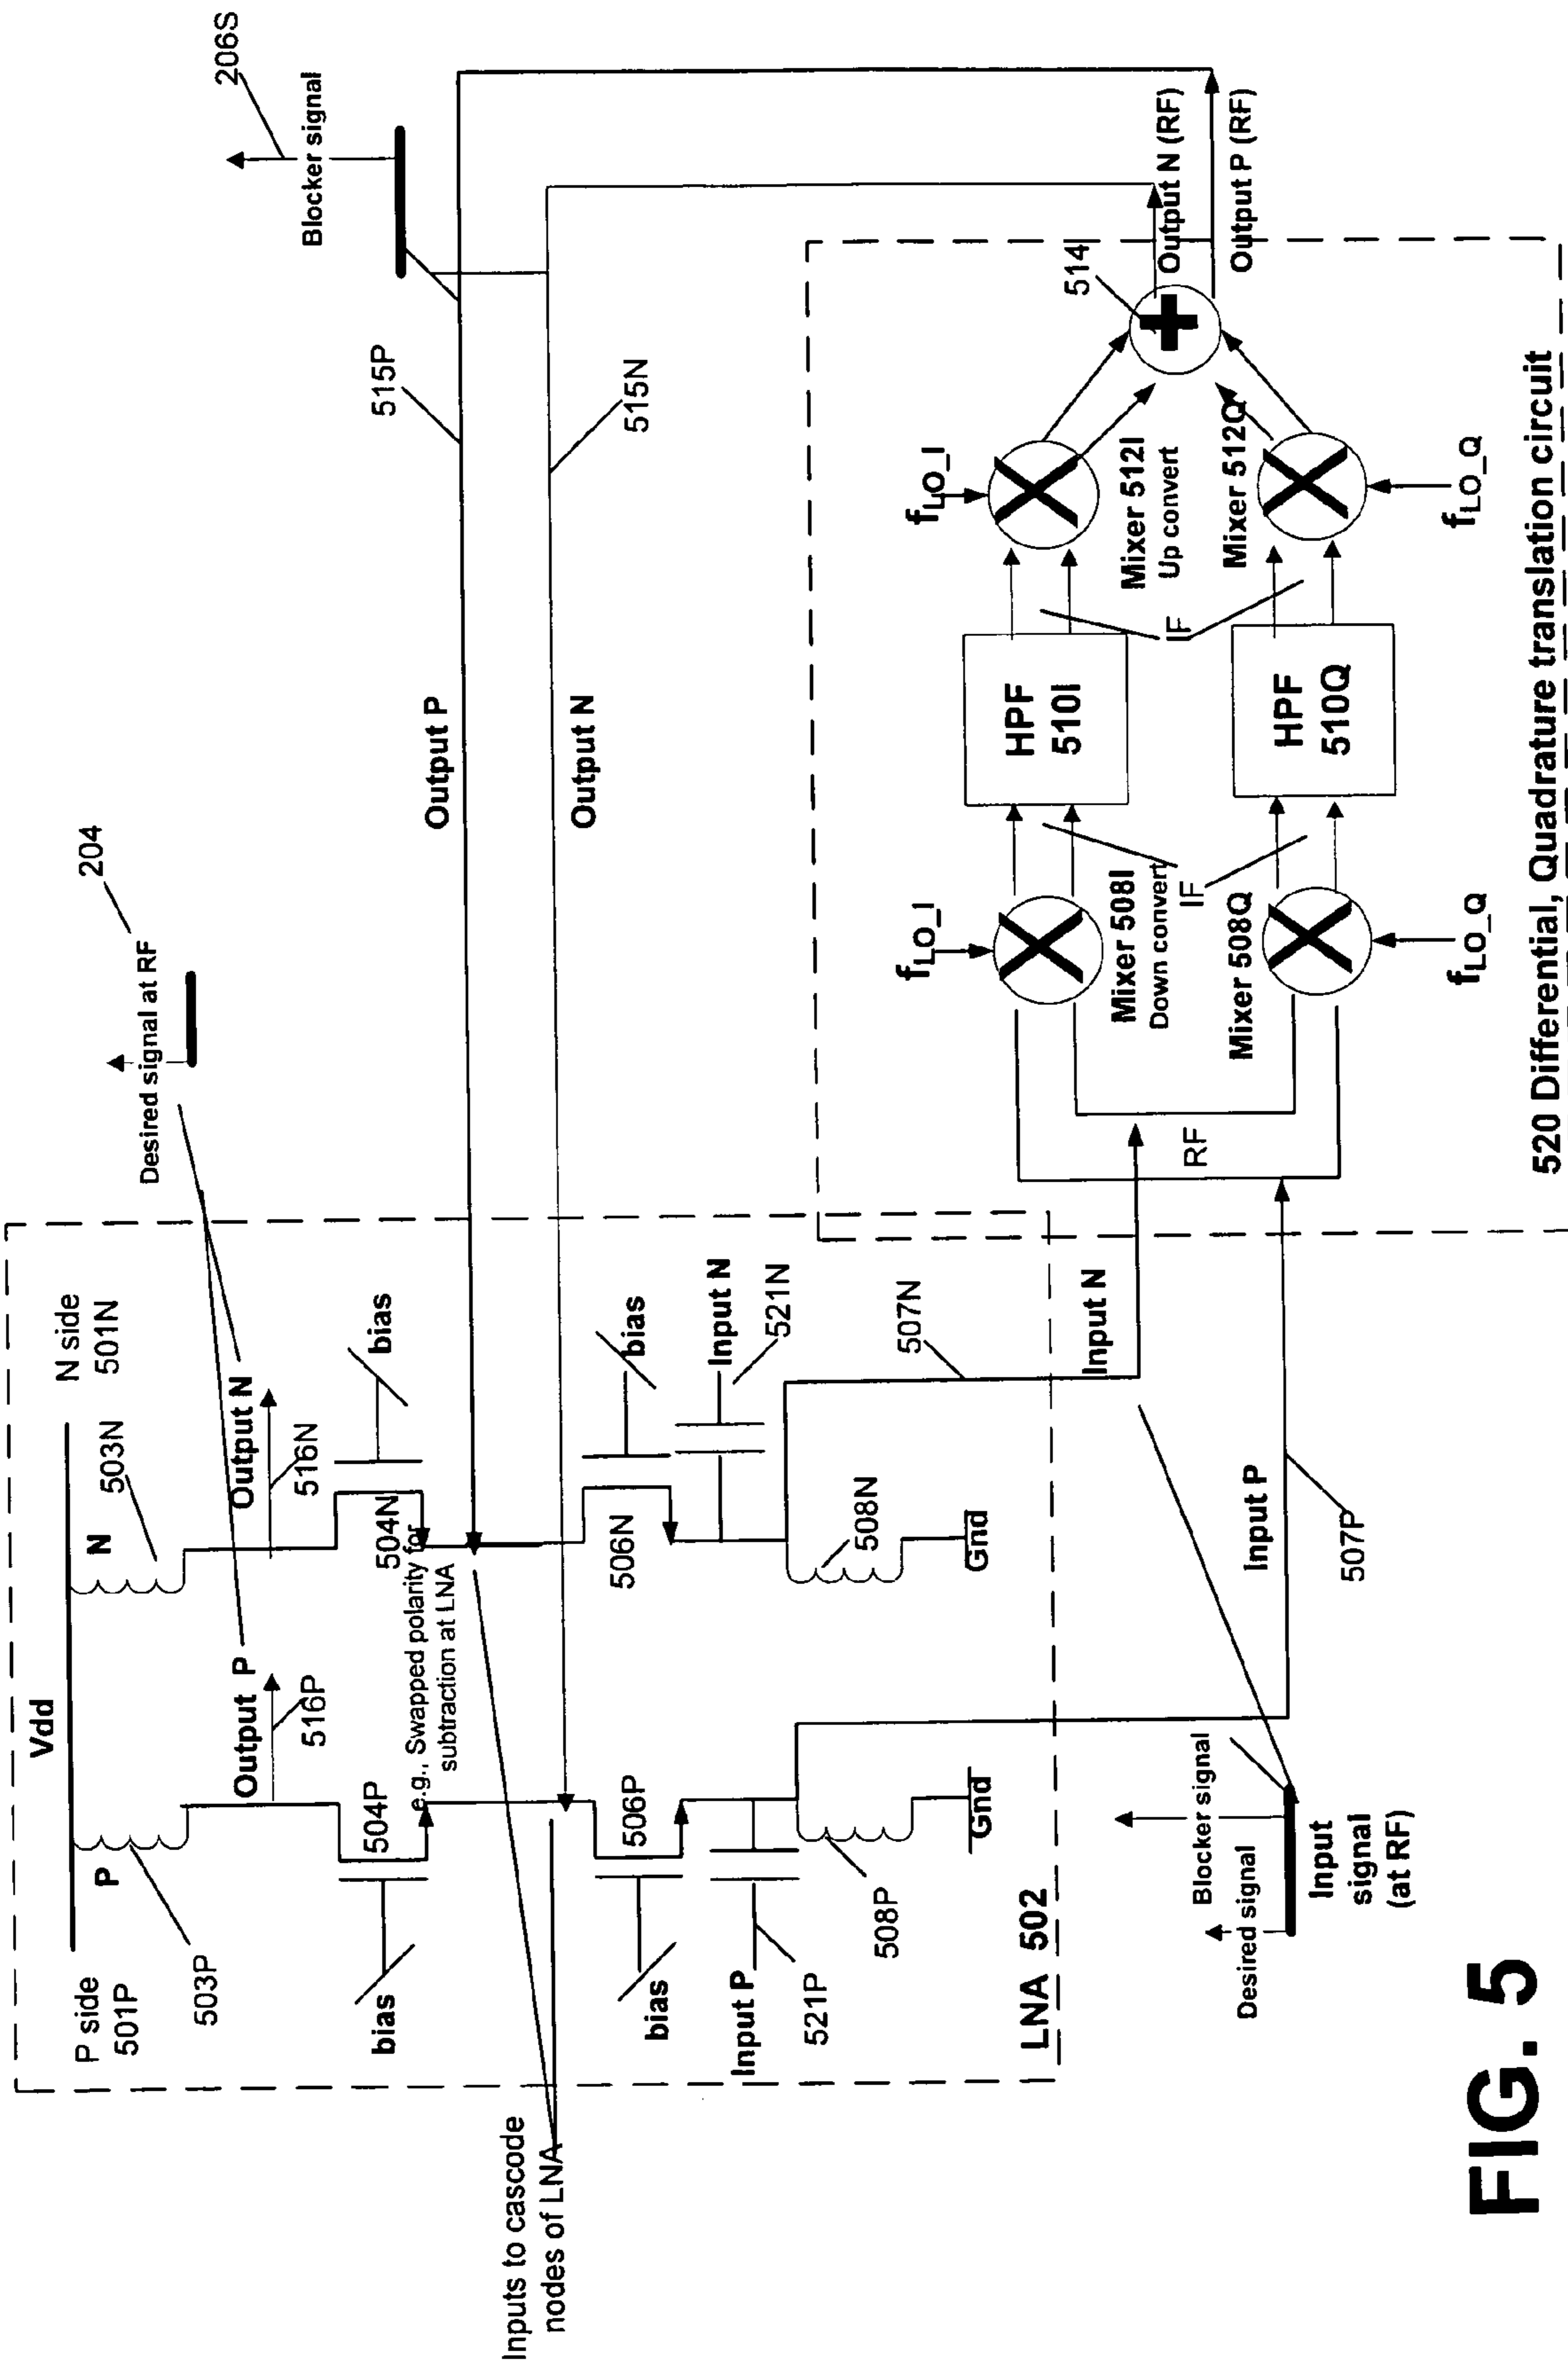 Vdd
P side
501P
N side
501N
P
N
503P
503N
Output P
516P
Output N
516N
Desired signal at RF
204
bias
504P
504N
bias
e.g., Swapped polarity for
subtraction at LNA
Inputs to cascode
nodes of LNA
bias
506P
506N
bias
Input P
521P
Input N
521N
508P
508N
Gnd
Gnd
507N
LNA 502
Input N
Input P
507P
Blocker signal
Desired signal
Input
signal
(at RF)
Output P
Output N
515P
515N
Blocker signal
206S
RF
fLO_I
Mixer 508I
Down convert
IF
Mixer 508Q
fLO_Q
HPF
510I
HPF
510Q
IF
fLO_I
Mixer 512I
Up convert
Mixer 512Q
fLO_Q
514
Output N (RF)
Output P (RF)
520 Differential, Quadrature translation circuit
FIG. 5